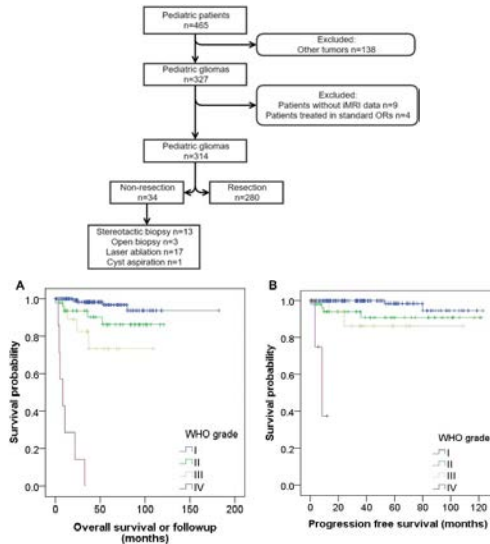 Pediatric patients
n=465
Excluded:
Other tumors n=138
Pediatric gliomas
n=327
Excluded:
Patients without iMRI data n=9
Patients treated in standard ORs n=4
Pediatric gliomas
n=314
Non-resection
n=34
Resection
n=280
Stereotactic biopsy n=13
Open biopsy n=3
Laser ablation n=17
Cyst aspiration n=1
A
Survival probability
1.0
0.8
0.6
0.4
0.2
0.0
WHO grade
I
II
III
IV
0 50 100 150 200
Overall survival or followup
(months)
B
Survival probability
1.0
0.8
0.6
0.4
0.2
0.0
WHO grade
I
II
III
IV
0 20 40 60 80 100 120
Progression free survival (months)